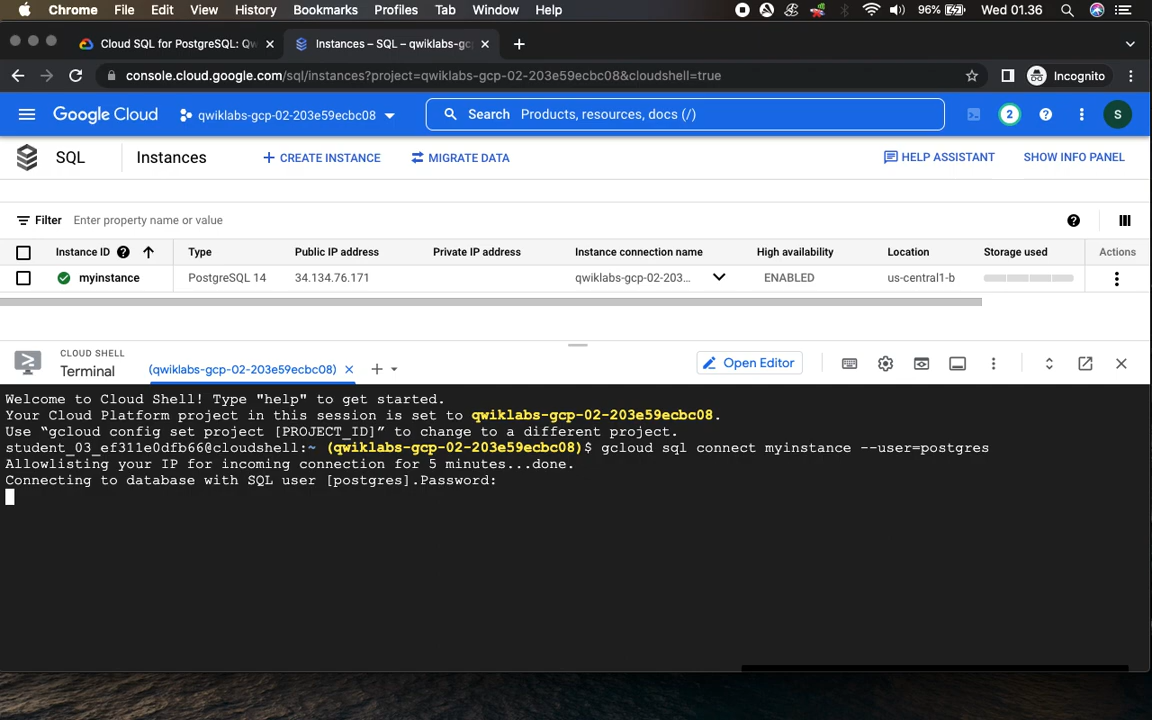 Chrome File Edit View History Bookmarks Profiles Tab Window Help 96% Wed 01.36
Cloud SQL for PostgreSQL: Qw
Instances – SQL – qwiklabs-gc
console.cloud.google.com/sql/instances?project=qwiklabs-gcp-02-203e59ecbc08&cloudshell=true
Incognito
Google Cloud qwiklabs-gcp-02-203e59ecbc08 Search Products, resources, docs (/) 2 S
SQL Instances CREATE INSTANCE MIGRATE DATA HELP ASSISTANT SHOW INFO PANEL
Filter Enter property name or value
Instance ID Type Public IP address Private IP address Instance connection name High availability Location Storage used Actions
myinstance PostgreSQL 14 34.134.76.171 qwiklabs-gcp-02-203... ENABLED us-central1-b
CLOUD SHELL
Terminal (qwiklabs-gcp-02-203e59ecbc08) Open Editor
Welcome to Cloud Shell! Type "help" to get started.
Your Cloud Platform project in this session is set to qwiklabs-gcp-02-203e59ecbc08.
Use “gcloud config set project [PROJECT_ID]” to change to a different project.
student_03_ef311e0dfb66@cloudshell:~ (qwiklabs-gcp-02-203e59ecbc08)$ gcloud sql connect myinstance --user=postgres
Allowlisting your IP for incoming connection for 5 minutes...done.
Connecting to database with SQL user [postgres].Password: